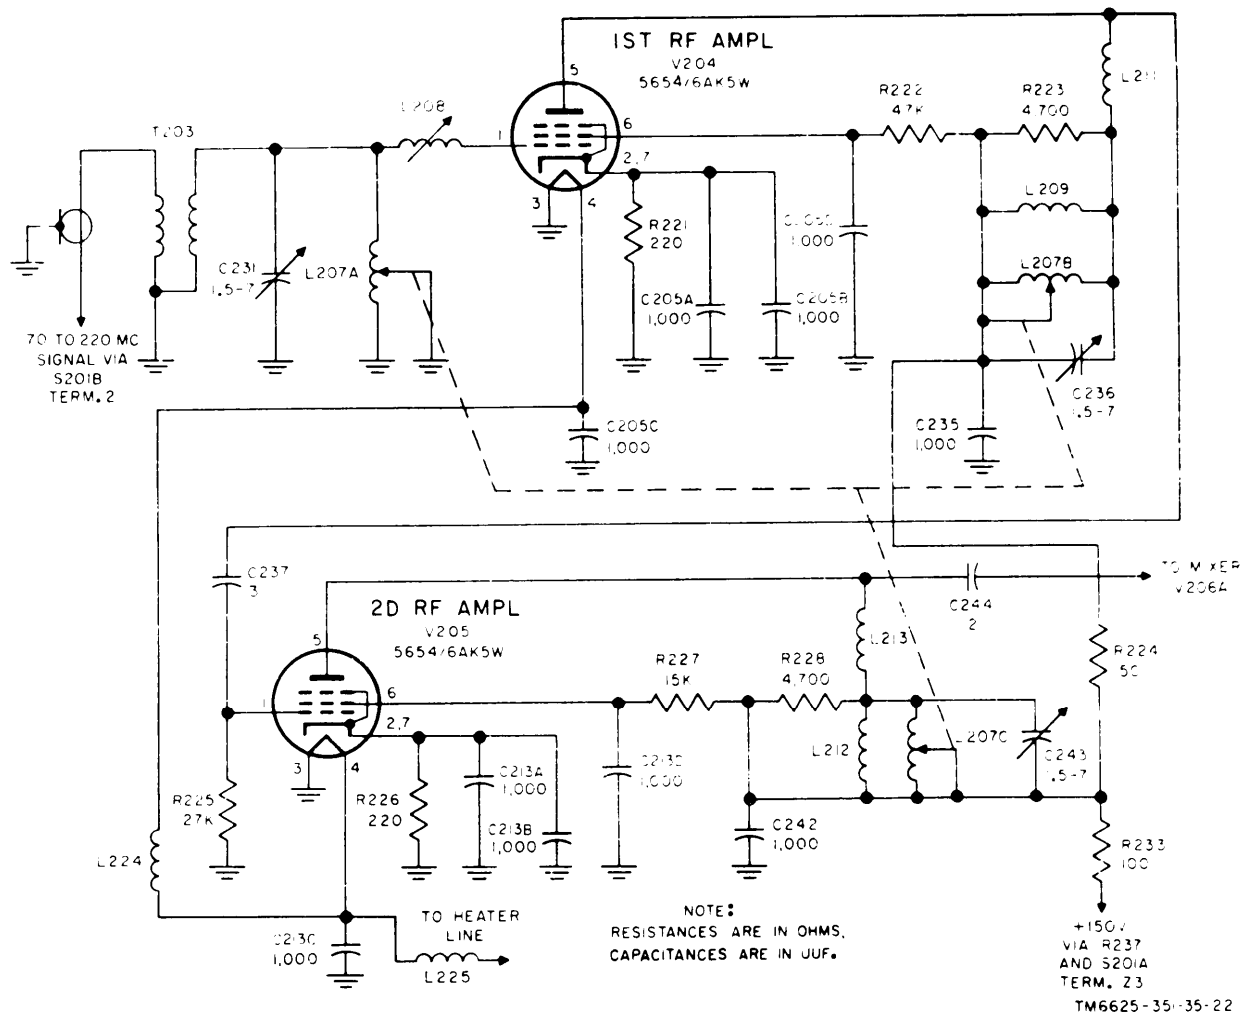 1ST RF AMPL
V204
5654/6AK5W
5
6
1
2,7
3
4
T203
L208
R222
47K
R223
4,700
L211
L209
L207B
C231
1.5-7
L207A
R221
220
C205A
1,000
C205B
1,000
C205D
1,000
C236
1.5-7
C235
1,000
C205C
1,000
70 TO 220 MC
SIGNAL VIA
S201B
TERM. 2
C237
3
2D RF AMPL
V205
5654/6AK5W
5
6
1
2,7
3
4
C244
2
TO MIXER
V206A
L213
R224
50
R227
15K
R228
4,700
L212
L207C
C243
1.5-7
R225
27K
R226
220
C213A
1,000
C213B
1,000
C213D
1,000
C242
1,000
R233
100
L224
C213C
1,000
TO HEATER
LINE
L225
NOTE:
RESISTANCES ARE IN OHMS,
CAPACITANCES ARE IN UUF.
+150V
VIA R237
AND S201A
TERM. Z3
TM6625-351-35-22